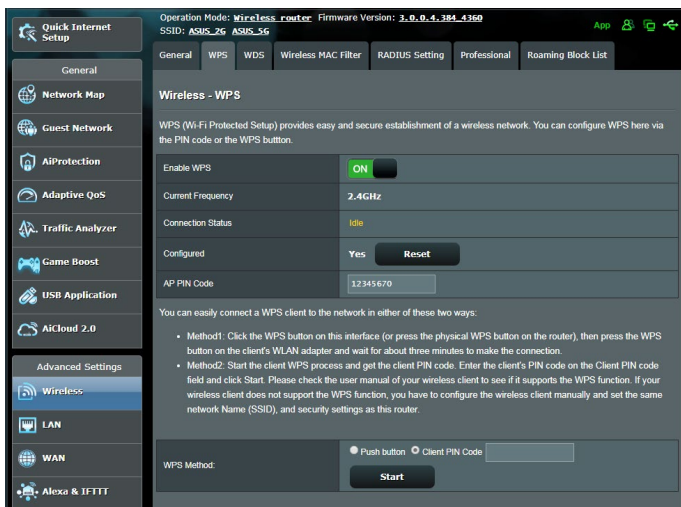 Quick Internet
Setup
General
Network Map
Guest Network
AiProtection
Adaptive QoS
Traffic Analyzer
Game Boost
USB Application
AiCloud 2.0
Advanced Settings
Wireless
LAN
WAN
Alexa & IFTTT
Operation Mode: Wireless router Firmware Version: 3.0.0.4.384_4360
SSID: ASUS_2G ASUS_5G
App
General WPS WDS Wireless MAC Filter RADIUS Setting Professional Roaming Block List
Wireless - WPS
WPS (Wi-Fi Protected Setup) provides easy and secure establishment of a wireless network. You can configure WPS here via
the PIN code or the WPS buttton.
Enable WPS ON
Current Frequency 2.4GHz
Connection Status Idle
Configured Yes Reset
AP PIN Code 12345670
You can easily connect a WPS client to the network in either of these two ways:
• Method1: Click the WPS button on this interface (or press the physical WPS button on the router), then press the WPS
button on the client's WLAN adapter and wait for about three minutes to make the connection.
• Method2: Start the client WPS process and get the client PIN code. Enter the client's PIN code on the Client PIN code
field and click Start. Please check the user manual of your wireless client to see if it supports the WPS function. If your
wireless client does not support the WPS function, you have to configure the wireless client manually and set the same
network Name (SSID), and security settings as this router.
WPS Method: Push button Client PIN Code
Start